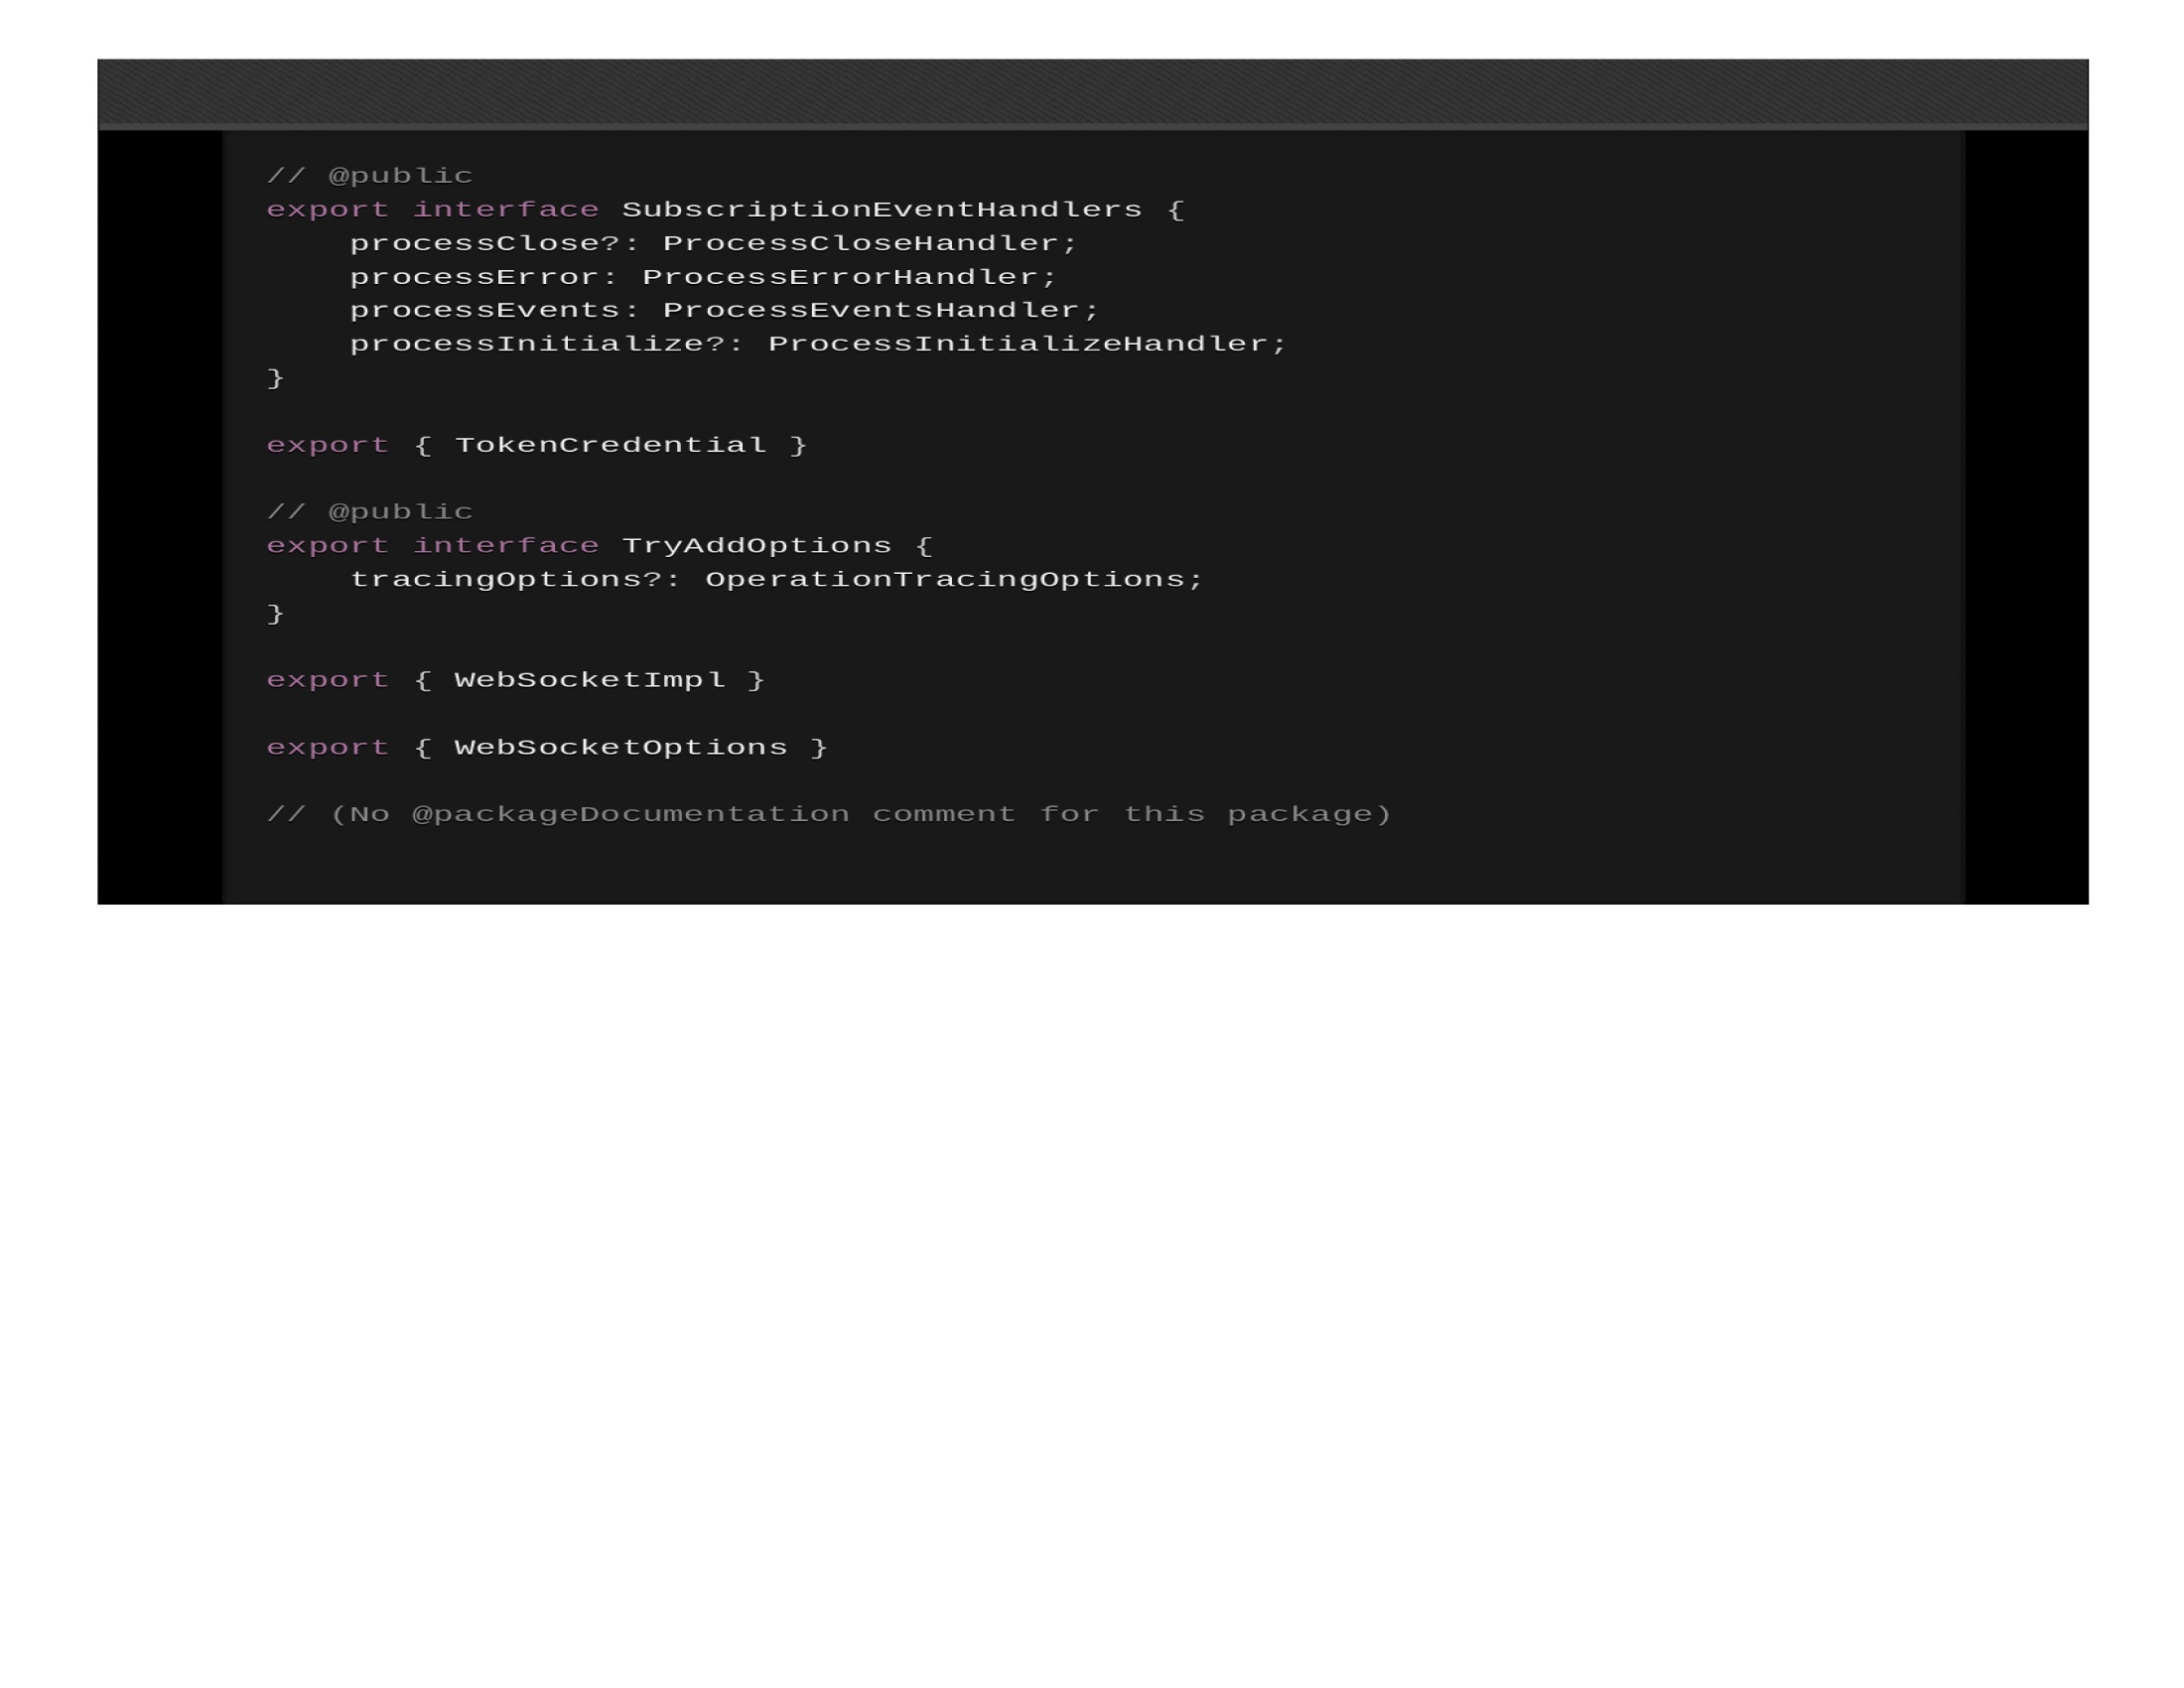 // @public
export interface SubscriptionEventHandlers {
    processClose?: ProcessCloseHandler;
    processError: ProcessErrorHandler;
    processEvents: ProcessEventsHandler;
    processInitialize?: ProcessInitializeHandler;
}

export { TokenCredential }

// @public
export interface TryAddOptions {
    tracingOptions?: OperationTracingOptions;
}

export { WebSocketImpl }

export { WebSocketOptions }

// (No @packageDocumentation comment for this package)